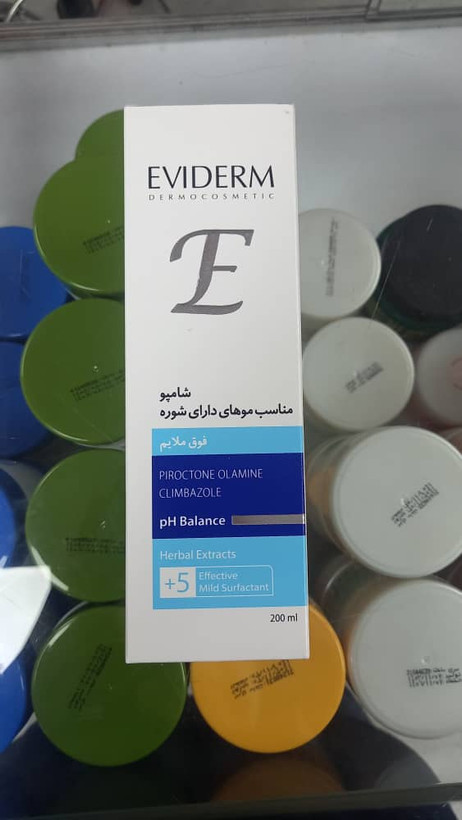 EVIDERM
DERMOCOSMETIC
E
شامپو
مناسب موهای دارای شوره
فوق ملایم
PIROCTONE OLAMINE
CLIMBAZOLE
pH Balance
Herbal Extracts
+5 Effective
Mild Surfactant
200 ml